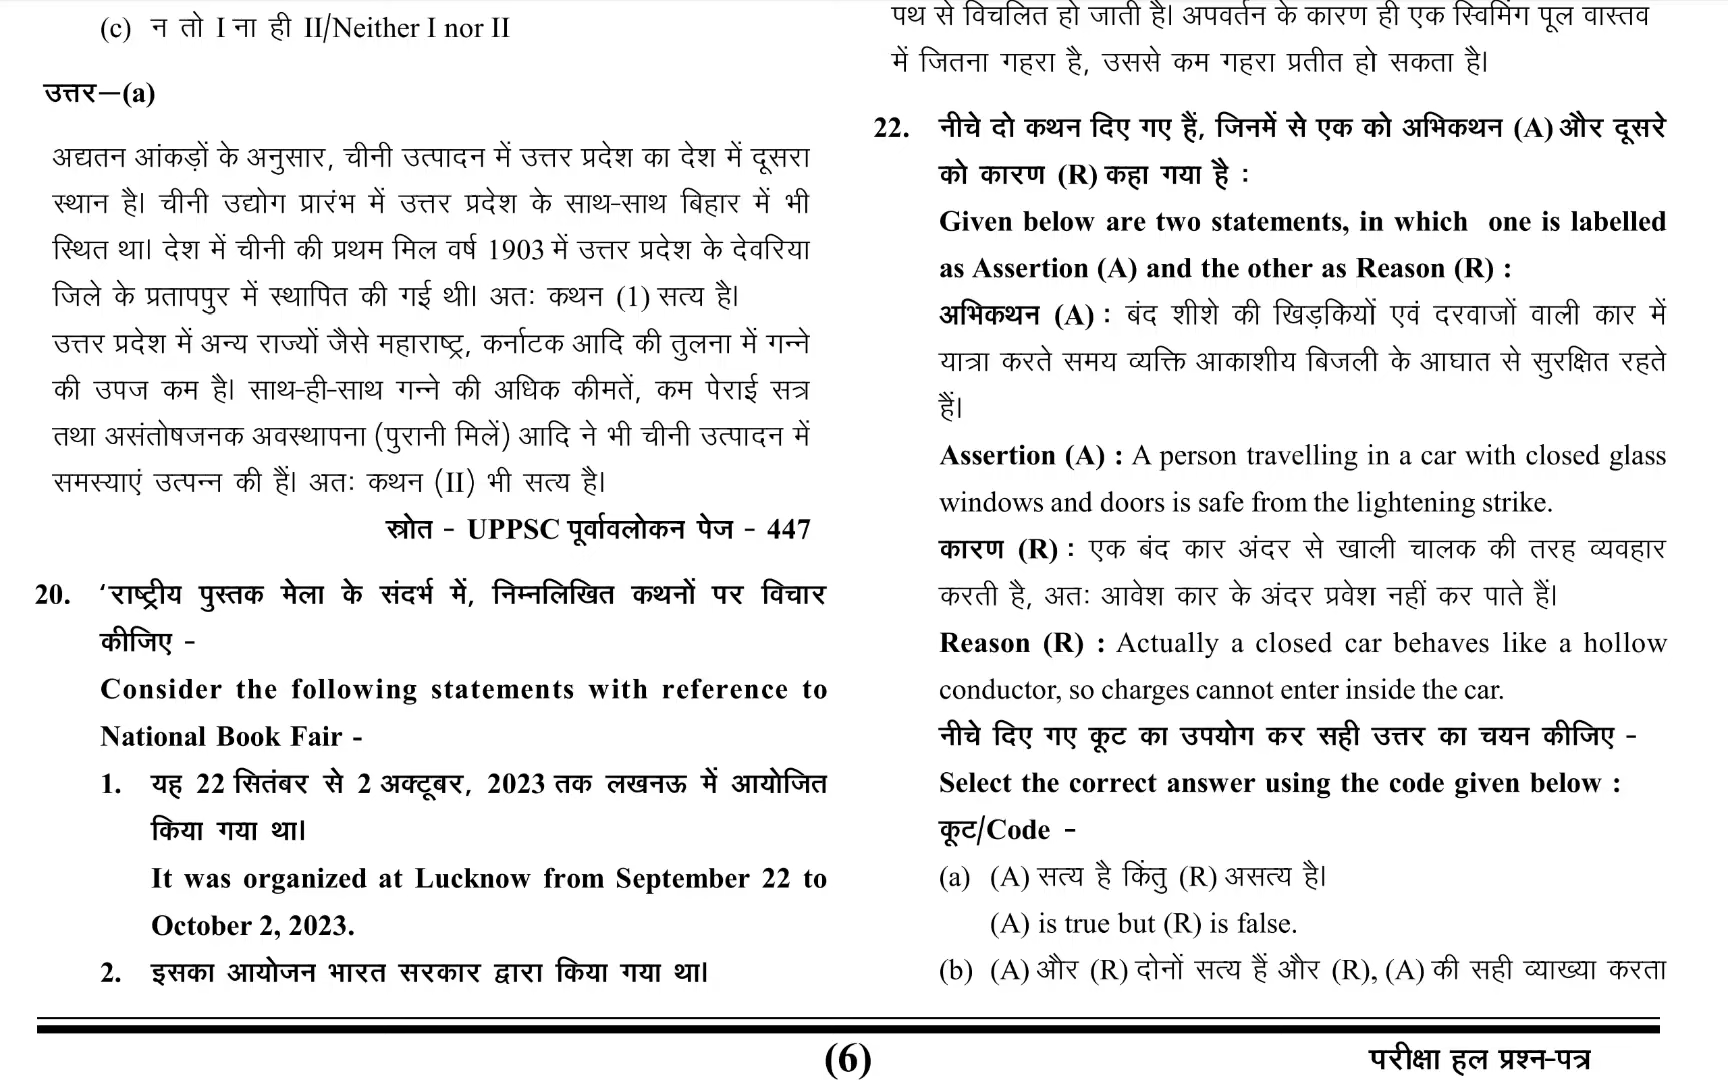 (c) न तो I ना ही II/Neither I nor II
उत्तर—(a)
अद्यतन आंकड़ों के अनुसार, चीनी उत्पादन में उत्तर प्रदेश का देश में दूसरा
स्थान है। चीनी उद्योग प्रारंभ में उत्तर प्रदेश के साथ-साथ बिहार में भी
स्थित था। देश में चीनी की प्रथम मिल वर्ष 1903 में उत्तर प्रदेश के देवरिया
जिले के प्रतापपुर में स्थापित की गई थी। अतः कथन (1) सत्य है।
उत्तर प्रदेश में अन्य राज्यों जैसे महाराष्ट्र, कर्नाटक आदि की तुलना में गन्ने
की उपज कम है। साथ-ही-साथ गन्ने की अधिक कीमतें, कम पेराई सत्र
तथा असंतोषजनक अवस्थापना (पुरानी मिलें) आदि ने भी चीनी उत्पादन में
समस्याएं उत्पन्न की हैं। अतः कथन (II) भी सत्य है।
स्रोत - UPPSC पूर्वावलोकन पेज - 447
20. ‘राष्ट्रीय पुस्तक मेला के संदर्भ में, निम्नलिखित कथनों पर विचार
कीजिए -
Consider the following statements with reference to
National Book Fair -
1. यह 22 सितंबर से 2 अक्टूबर, 2023 तक लखनऊ में आयोजित
किया गया था।
It was organized at Lucknow from September 22 to
October 2, 2023.
2. इसका आयोजन भारत सरकार द्वारा किया गया था।
पथ से विचलित हो जाती है। अपवर्तन के कारण ही एक स्विमिंग पूल वास्तव
में जितना गहरा है, उससे कम गहरा प्रतीत हो सकता है।
22. नीचे दो कथन दिए गए हैं, जिनमें से एक को अभिकथन (A) और दूसरे
को कारण (R) कहा गया है :
Given below are two statements, in which one is labelled
as Assertion (A) and the other as Reason (R) :
अभिकथन (A) : बंद शीशे की खिड़कियों एवं दरवाजों वाली कार में
यात्रा करते समय व्यक्ति आकाशीय बिजली के आघात से सुरक्षित रहते
हैं।
Assertion (A) : A person travelling in a car with closed glass
windows and doors is safe from the lightening strike.
कारण (R) : एक बंद कार अंदर से खाली चालक की तरह व्यवहार
करती है, अतः आवेश कार के अंदर प्रवेश नहीं कर पाते हैं।
Reason (R) : Actually a closed car behaves like a hollow
conductor, so charges cannot enter inside the car.
नीचे दिए गए कूट का उपयोग कर सही उत्तर का चयन कीजिए -
Select the correct answer using the code given below :
कूट/Code -
(a) (A) सत्य है किंतु (R) असत्य है।
(A) is true but (R) is false.
(b) (A) और (R) दोनों सत्य हैं और (R), (A) की सही व्याख्या करता
(6)
परीक्षा हल प्रश्न-पत्र